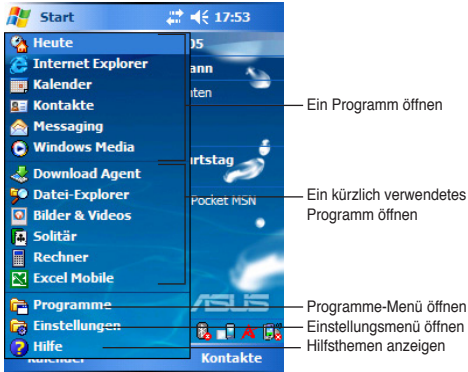 Start 17:53
Heute
Internet Explorer
Kalender
Kontakte
Messaging
Windows Media
Download Agent
Datei-Explorer
Bilder & Videos
Solitär
Rechner
Excel Mobile
Programme
Einstellungen
Hilfe
05
ann
ten
rtstag
Pocket MSN
ASUS
Kalender Kontakte
Ein Programm öffnen
Ein kürzlich verwendetes
Programm öffnen
Programme-Menü öffnen
Einstellungsmenü öffnen
Hilfsthemen anzeigen